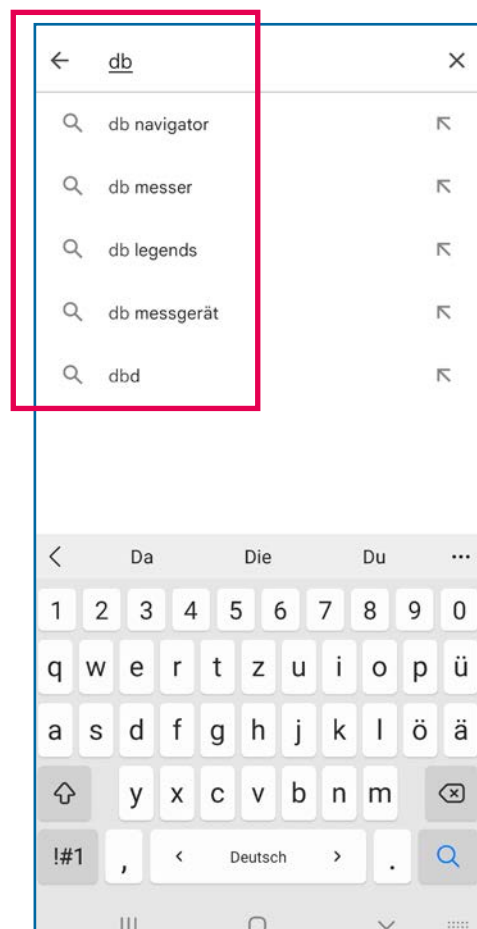 db
db navigator
db messer
db legends
db messgerät
dbd
Da Die Du
1 2 3 4 5 6 7 8 9 0
q w e r t z u i o p ü
a s d f g h j k l ö ä
y x c v b n m
!#1 , Deutsch .